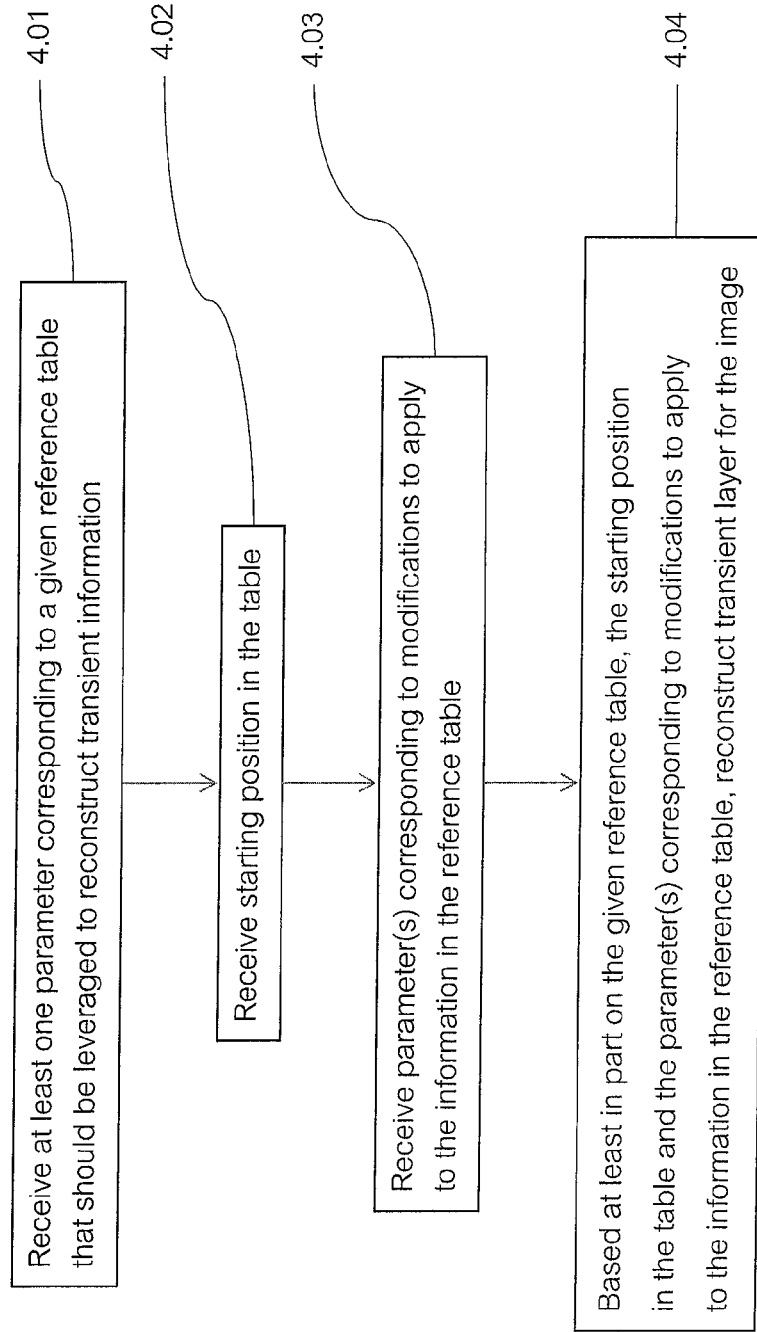 Receive at least one parameter corresponding to a given reference table
that should be leveraged to reconstruct transient information
4.01
Receive starting position in the table
4.02
Receive parameter(s) corresponding to modifications to apply
to the information in the reference table
4.03
Based at least in part on the given reference table, the starting position
in the table and the parameter(s) corresponding to modifications to apply
to the information in the reference table, reconstruct transient layer for the image
4.04